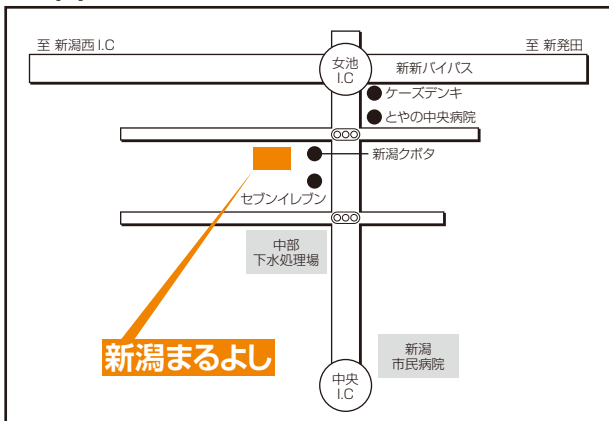 至 新潟西I.C
至 新発田
女池
I.C
新新バイパス
ケーズデンキ
とやの中央病院
新潟クボタ
セブンイレブン
中部
下水処理場
新潟まるよし
新潟
市民病院
中央
I.C